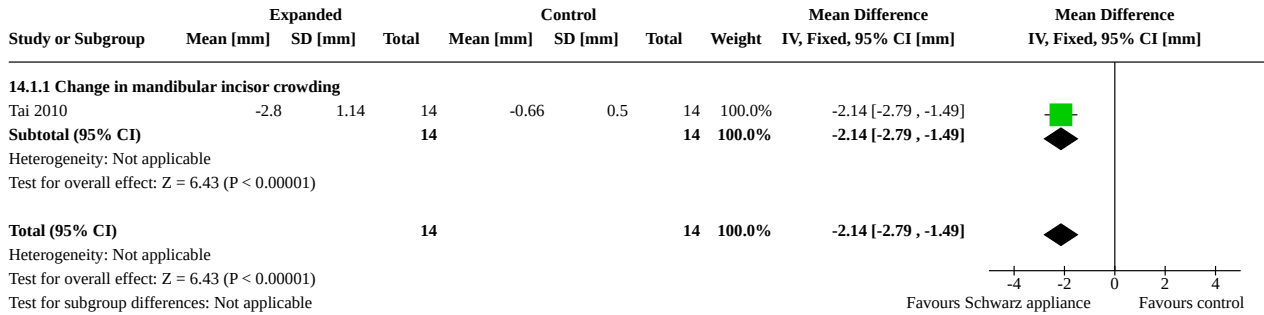 Expanded Control Mean Difference Mean Difference
Study or Subgroup Mean [mm] SD [mm] Total Mean [mm] SD [mm] Total Weight IV, Fixed, 95% CI [mm] IV, Fixed, 95% CI [mm]
14.1.1 Change in mandibular incisor crowding
Tai 2010 -2.8 1.14 14 -0.66 0.5 14 100.0% -2.14 [-2.79 , -1.49]
Subtotal (95% CI) 14 14 100.0% -2.14 [-2.79 , -1.49]
Heterogeneity: Not applicable
Test for overall effect: Z = 6.43 (P < 0.00001)
Total (95% CI) 14 14 100.0% -2.14 [-2.79 , -1.49]
Heterogeneity: Not applicable
Test for overall effect: Z = 6.43 (P < 0.00001)
-4 -2 0 2 4
Test for subgroup differences: Not applicable Favours Schwarz appliance Favours control